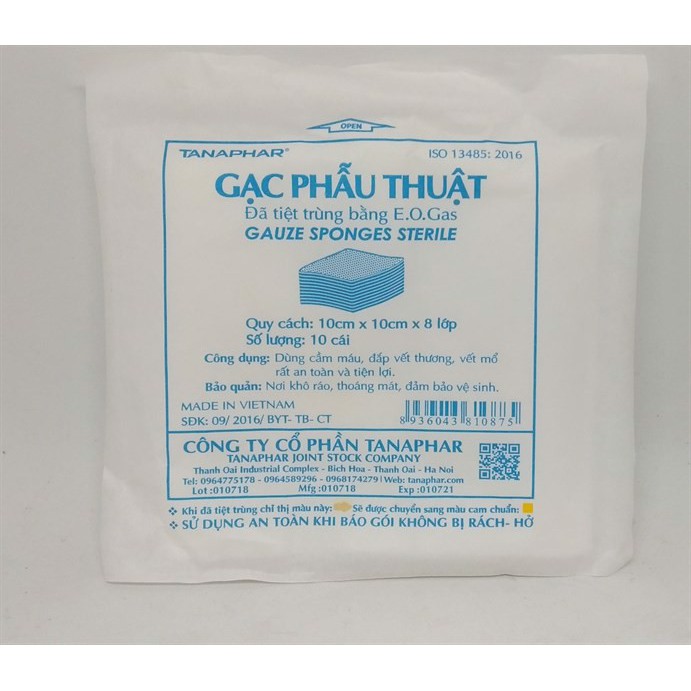 OPEN
TANAPHAR® ISO 13485: 2016
GẠC PHẪU THUẬT
Đã tiệt trùng bằng E.O.Gas
GAUZE SPONGES STERILE
Quy cách: 10cm x 10cm x 8 lớp
Số lượng: 10 cái
Công dụng: Dùng cầm máu, đấp vết thương, vết mổ
rất an toàn và tiện lợi.
Bảo quản: Nơi khô ráo, thoáng mát, đảm bảo vệ sinh.
MADE IN VIETNAM
SĐK: 09/ 2016/ BYT- TB- CT
8 936043 810875
CÔNG TY CỔ PHẦN TANAPHAR
TANAPHAR JOINT STOCK COMPANY
Thanh Oai Industrial Complex - Bich Hoa - Thanh Oai - Ha Noi
Tel: 0964775178 - 0964589296 - 0968174279 | Web: tanaphar.com
Lot :010718 Mfg :010718 Exp :010721
Khi đã tiệt trùng chỉ thị màu này: Sẽ được chuyển sang màu cam chuẩn:
SỬ DỤNG AN TOÀN KHI BAO GÓI KHÔNG BỊ RÁCH- HỞ